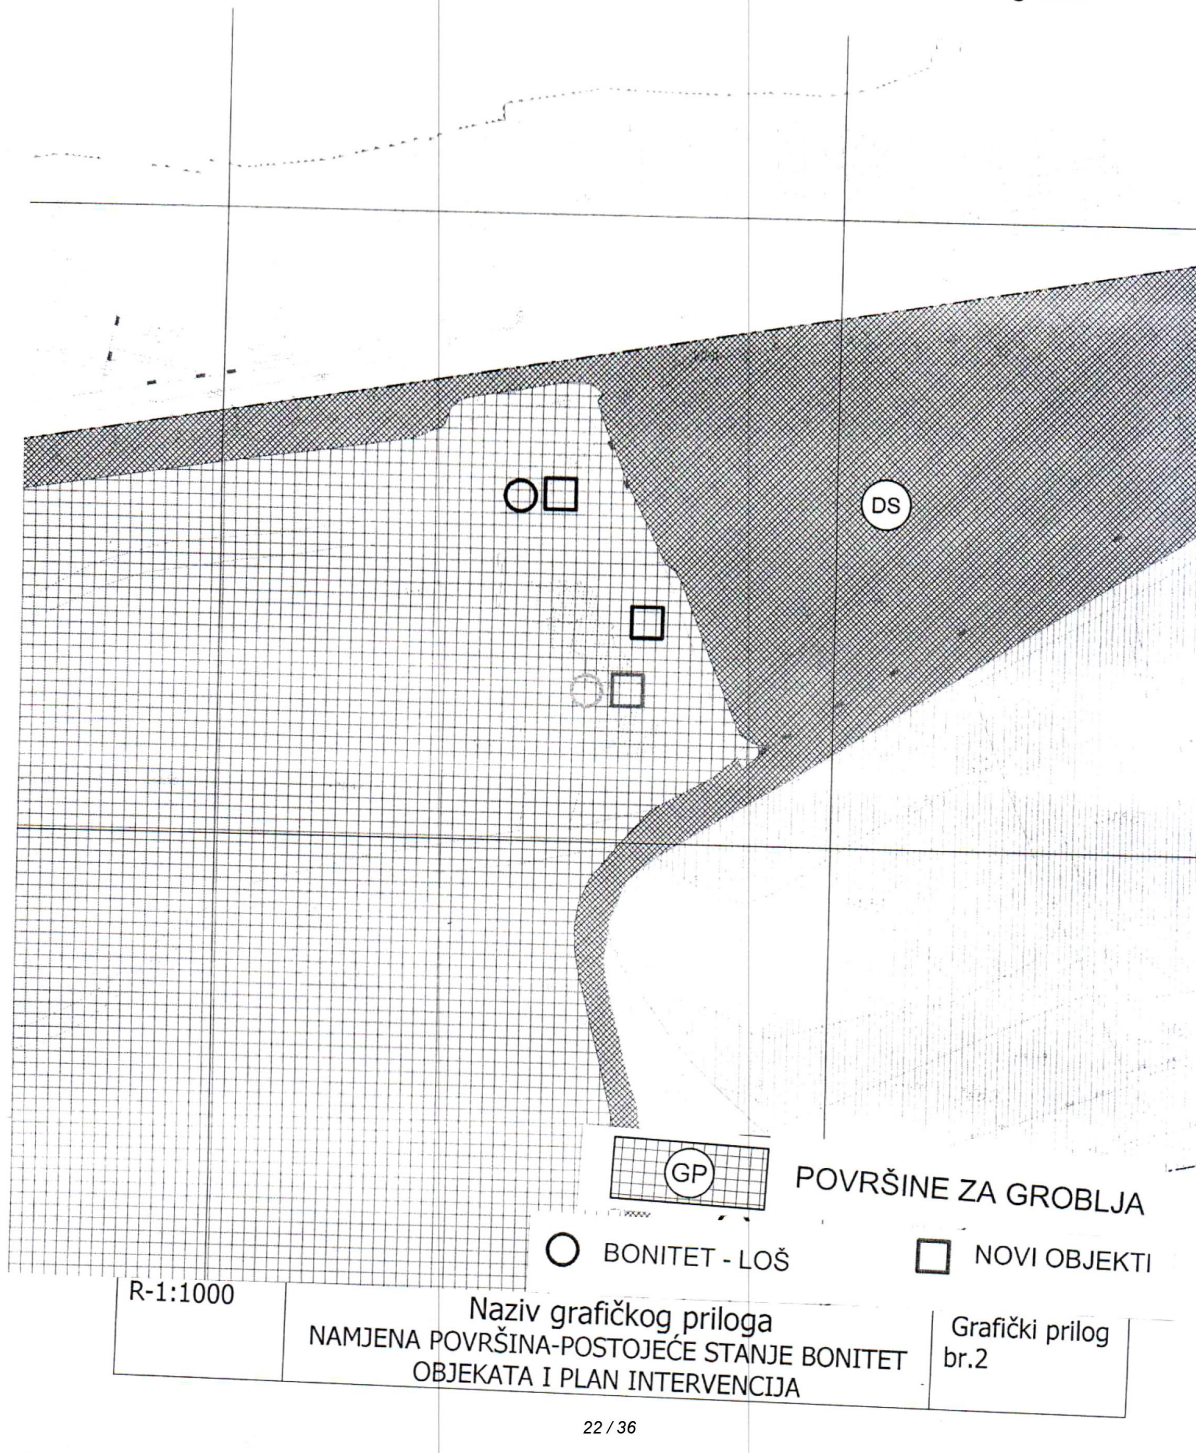 DS
GP
POVRŠINE ZA GROBLJA
BONITET - LOŠ
NOVI OBJEKTI
R-1:1000
Naziv grafičkog priloga
NAMJENA POVRŠINA-POSTOJEĆE STANJE BONITET
OBJEKATA I PLAN INTERVENCIJA
Grafički prilog
br.2
22 / 36